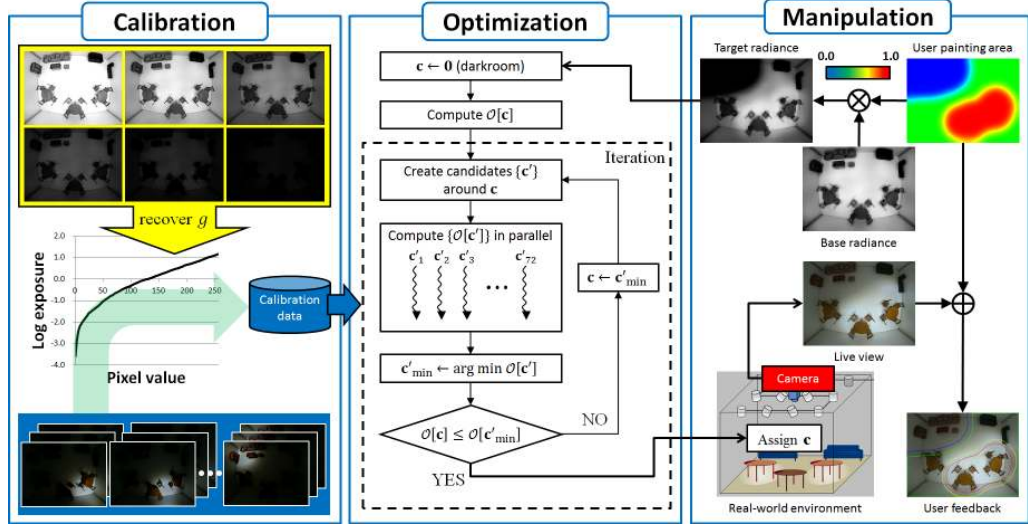 Calibration
recover g
2.0
1.0
0.0
-1.0
-2.0
-3.0
-4.0
0 50 100 150 200 250
Log exposure
Pixel value
Calibration
data
Optimization
c ← 0 (darkroom)
Compute 𝒪[c]
Iteration
Create candidates {c′}
around c
Compute {𝒪[c′]} in parallel
c′₁ c′₂ c′₃ c′₇₂
•••
c ← c′min
c′min ← arg min 𝒪[c′]
𝒪[c] ≤ 𝒪[c′min]
NO
YES
Manipulation
Target radiance
0.0 1.0
User painting area
Base radiance
Live view
Camera
Assign c
Real-world environment
User feedback